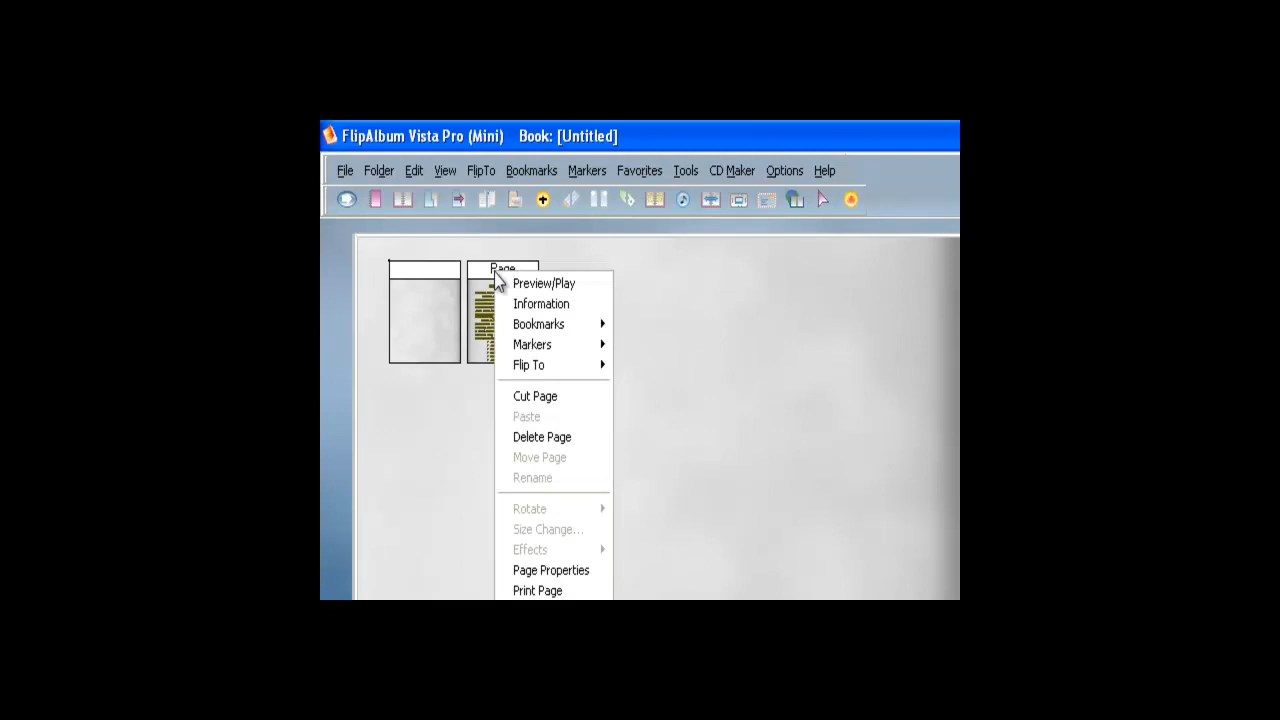 FlipAlbum Vista Pro (Mini) Book: [Untitled]
File Folder Edit View FlipTo Bookmarks Markers Favorites Tools CD Maker Options Help
Page
Preview/Play
Information
Bookmarks
Markers
Flip To
Cut Page
Paste
Delete Page
Move Page
Rename
Rotate
Size Change...
Effects
Page Properties
Print Page